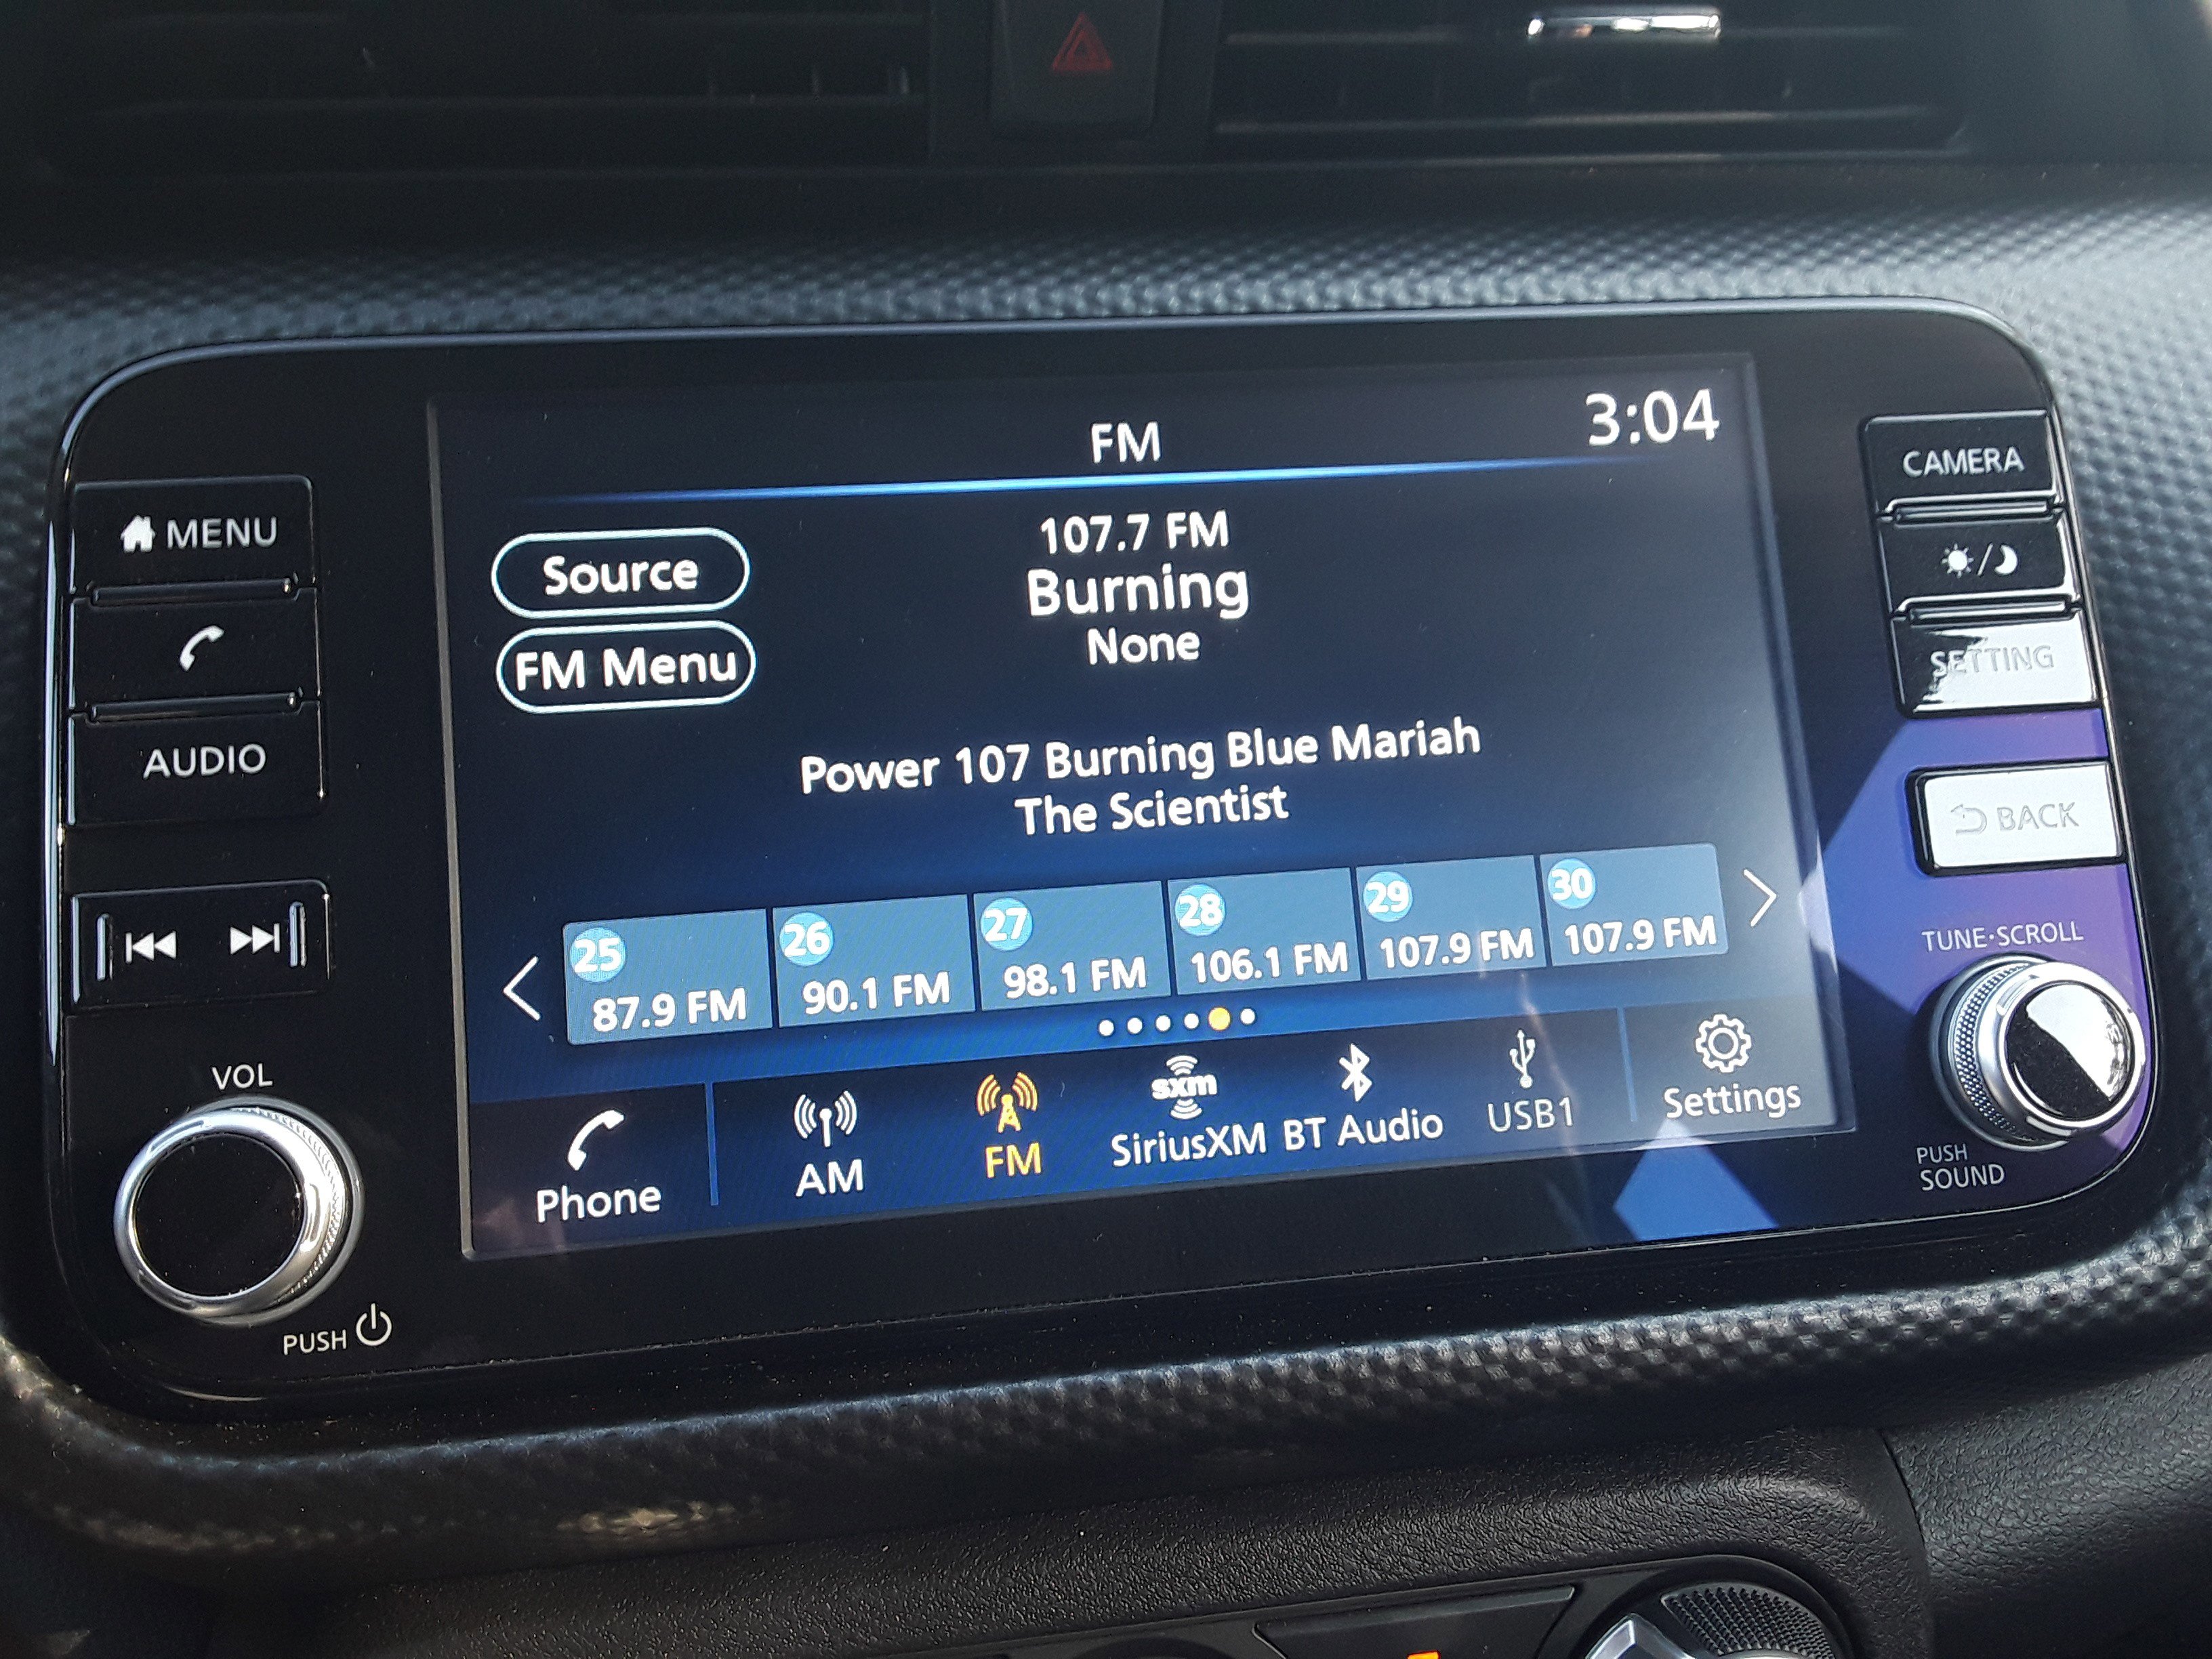 FM
3:04
MENU
AUDIO
VOL
PUSH
Source
FM Menu
107.7 FM
Burning
None
Power 107 Burning Blue Mariah
The Scientist
25
87.9 FM
26
90.1 FM
27
98.1 FM
28
106.1 FM
29
107.9 FM
30
107.9 FM
Phone
AM
FM
sxm
SiriusXM
BT Audio
USB1
Settings
CAMERA
SETTING
BACK
TUNE·SCROLL
PUSH
SOUND